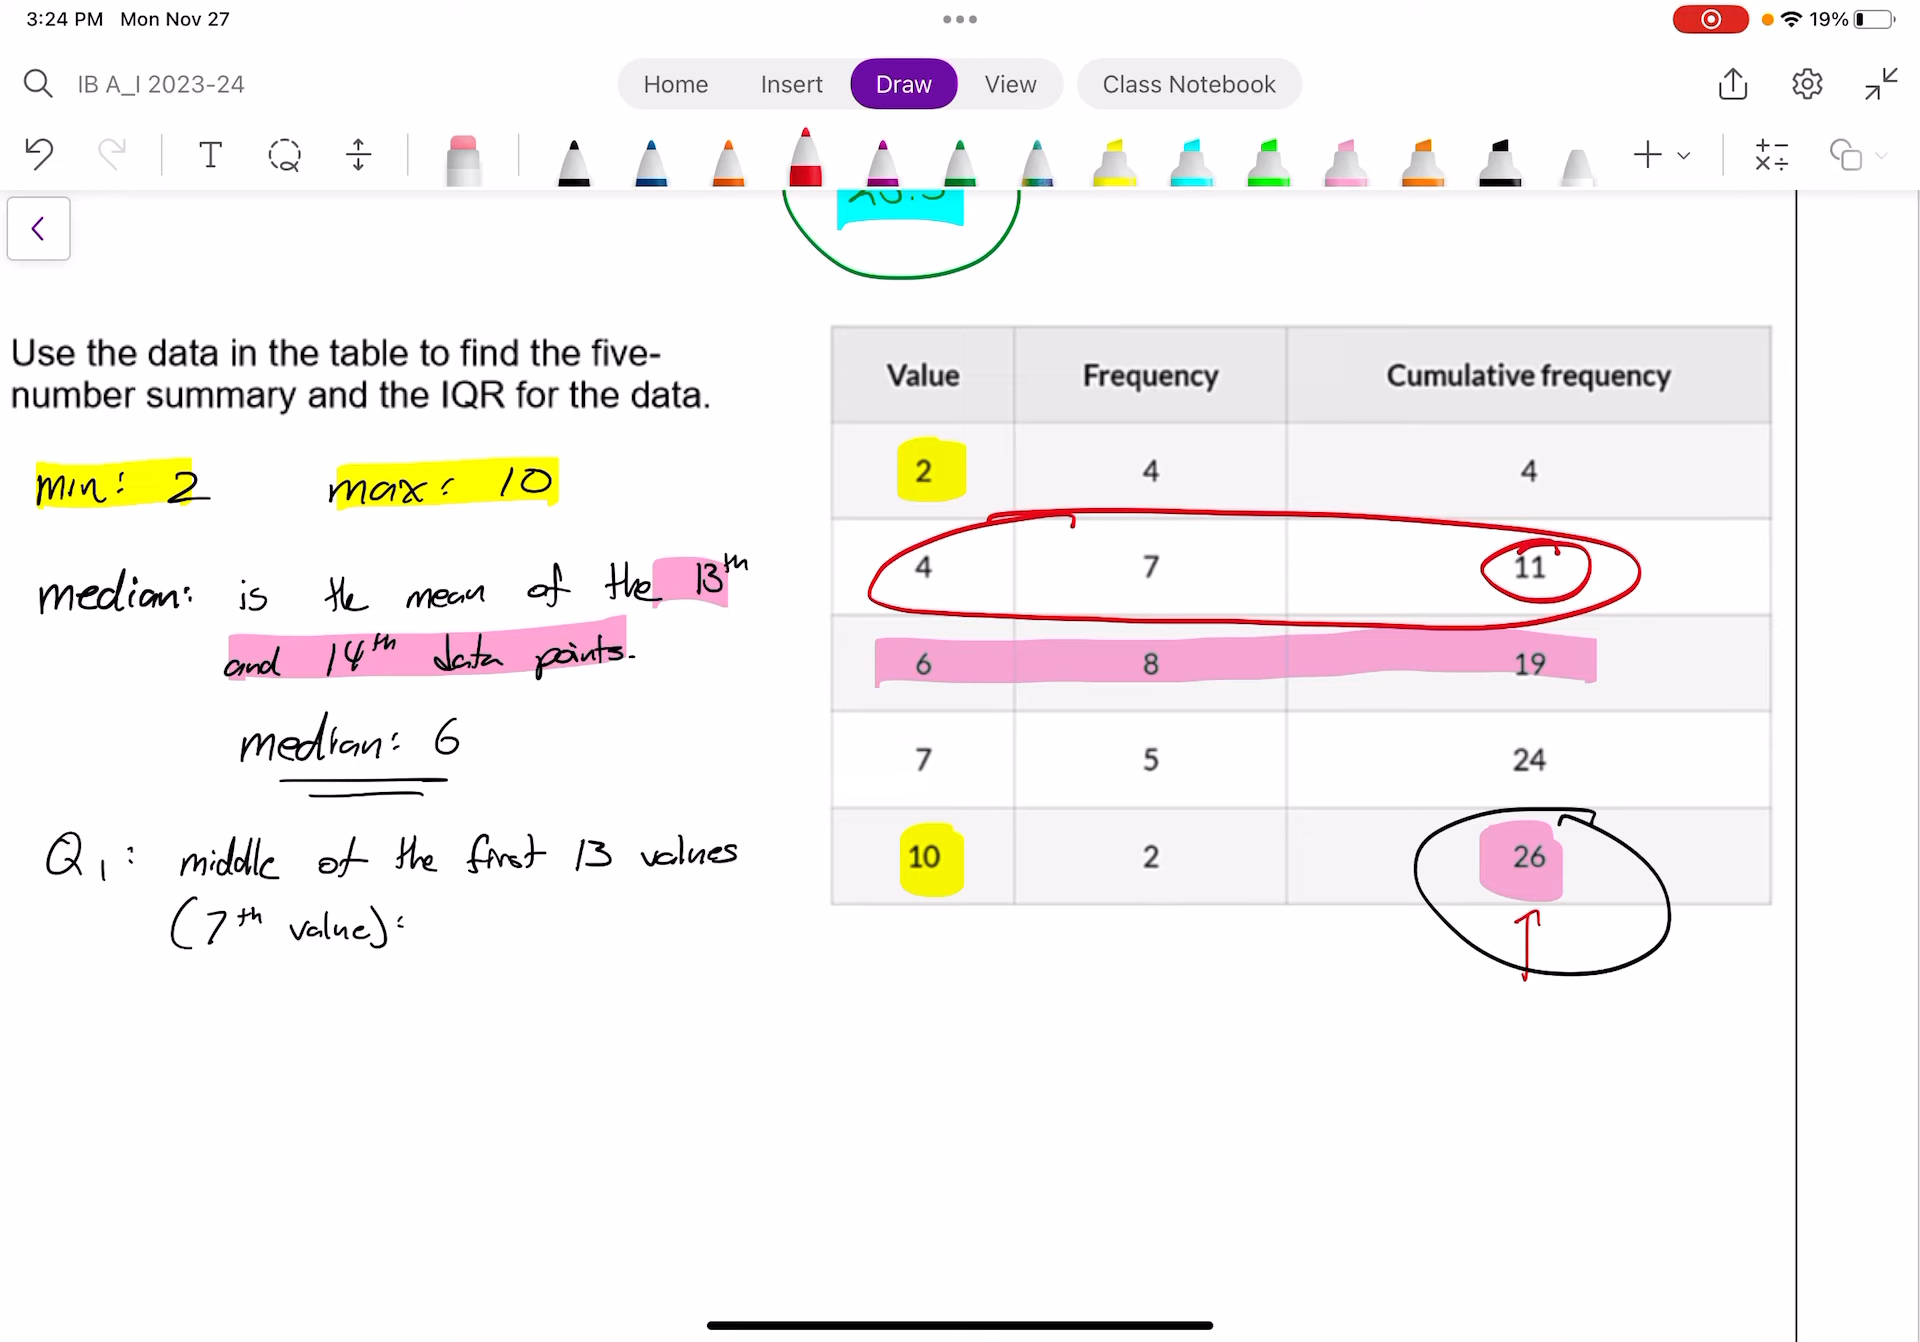 3:24 PM Mon Nov 27
19%
IB A_I 2023-24
Home Insert Draw View Class Notebook
Use the data in the table to find the five-
number summary and the IQR for the data.
min: 2 max: 10
median: is the mean of the 13th
and 14th data points.
median: 6
Q1: middle of the first 13 values
(7th value):
Value Frequency Cumulative frequency
2 4 4
4 7 11
6 8 19
7 5 24
10 2 26